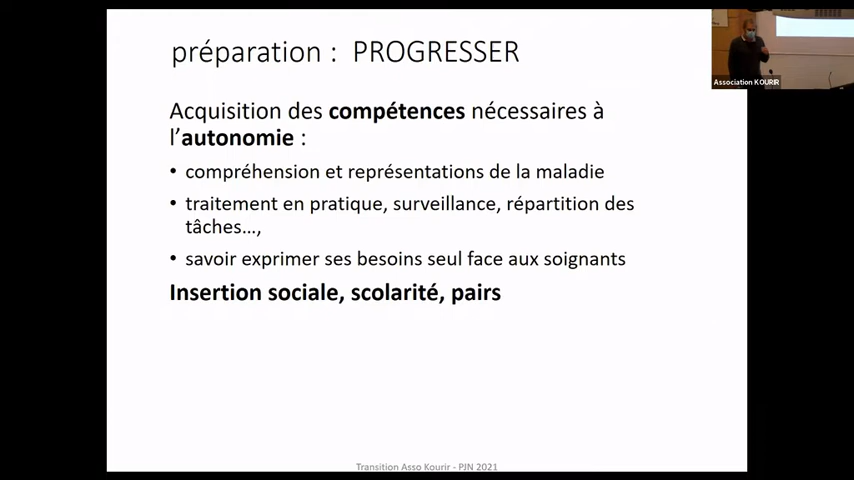 préparation : PROGRESSER
Association KOURIR
Acquisition des compétences nécessaires à
l'autonomie :
• compréhension et représentations de la maladie
• traitement en pratique, surveillance, répartition des
tâches...,
• savoir exprimer ses besoins seul face aux soignants
Insertion sociale, scolarité, pairs
Transition Asso Kourir - PJN 2021